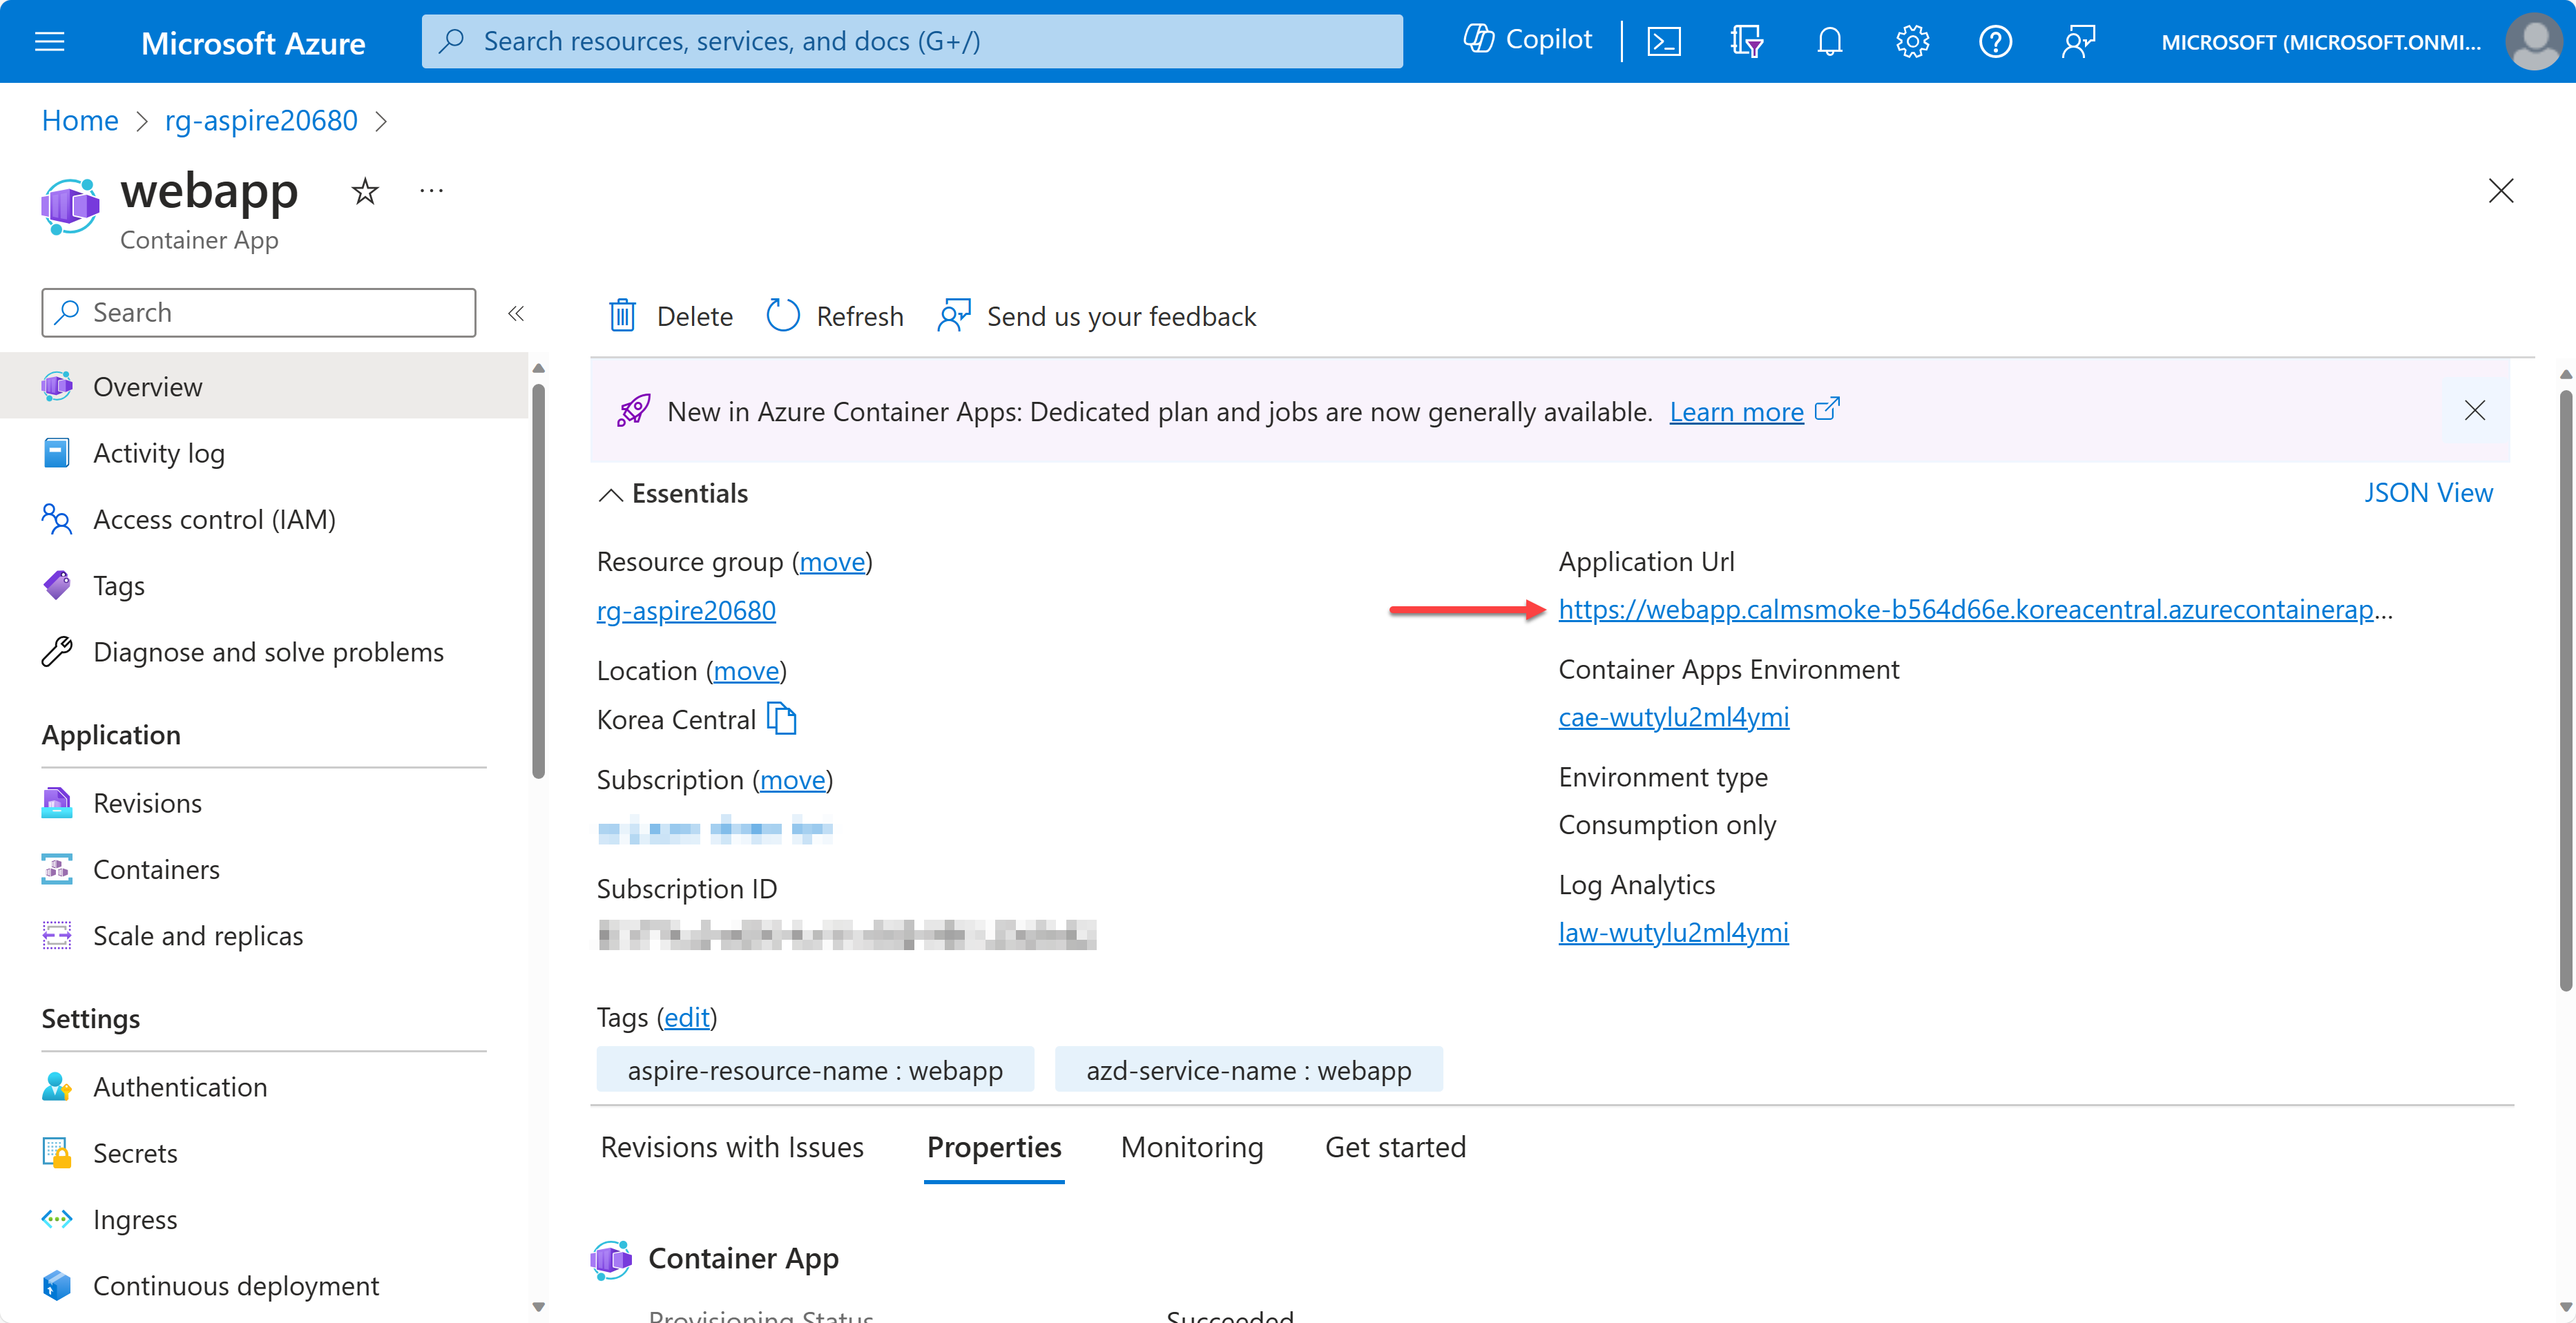 Microsoft Azure
Search resources, services, and docs (G+/)
Copilot
MICROSOFT (MICROSOFT.ONMI...
Home > rg-aspire20680 >
webapp
Container App
Search
Overview
Activity log
Access control (IAM)
Tags
Diagnose and solve problems
Application
Revisions
Containers
Scale and replicas
Settings
Authentication
Secrets
Ingress
Continuous deployment
Delete
Refresh
Send us your feedback
New in Azure Container Apps: Dedicated plan and jobs are now generally available. Learn more
Essentials
JSON View
Resource group (move)
rg-aspire20680
Location (move)
Korea Central
Subscription (move)
Subscription ID
Application Url
https://webapp.calmsmoke-b564d66e.koreacentral.azurecontainerap...
Container Apps Environment
cae-wutylu2ml4ymi
Environment type
Consumption only
Log Analytics
law-wutylu2ml4ymi
Tags (edit)
aspire-resource-name : webapp
azd-service-name : webapp
Revisions with Issues
Properties
Monitoring
Get started
Container App
Provisioning Status
Succeeded